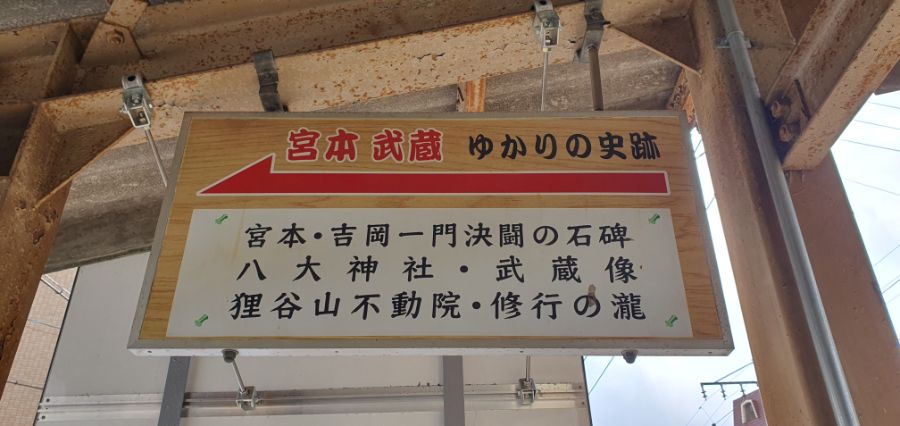 宮本 武蔵 ゆかりの史跡
宮本・吉岡一門決闘の石碑
八大神社・武蔵像
狸谷山不動院・修行の瀧